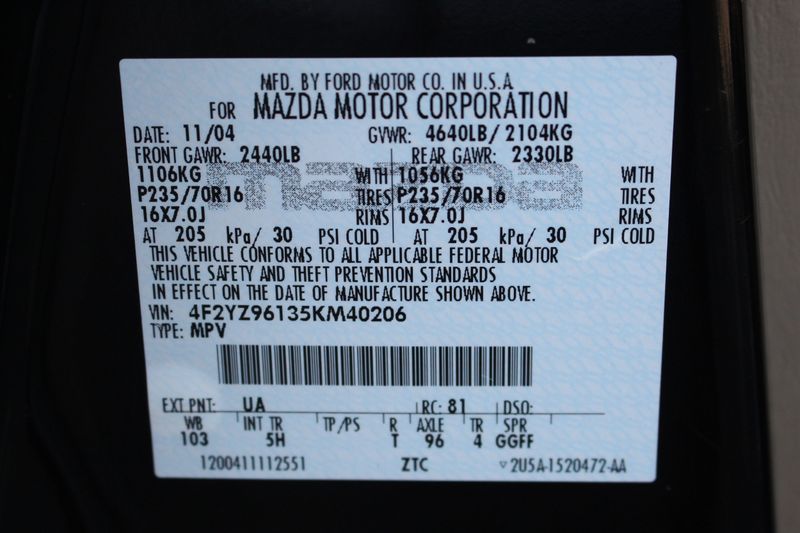 MFD. BY FORD MOTOR CO. IN U.S.A
FOR MAZDA MOTOR CORPORATION
DATE: 11/04 GVWR: 4640LB/ 2104KG
FRONT GAWR: 2440LB REAR GAWR: 2330LB
mazda
1106KG WITH 1056KG WITH
P235/70R16 TIRES P235/70R16 TIRES
16X7.0J RIMS 16X7.0J RIMS
AT 205 kPa/ 30 PSI COLD AT 205 kPa/ 30 PSI COLD
THIS VEHICLE CONFORMS TO ALL APPLICABLE FEDERAL MOTOR
VEHICLE SAFETY AND THEFT PREVENTION STANDARDS
IN EFFECT ON THE DATE OF MANUFACTURE SHOWN ABOVE.
VIN: 4F2YZ96135KM40206
TYPE: MPV
EXT PNT: UA RC: 81 DSO:
WB INT TR TP/PS R AXLE TR SPR
103 5H T 96 4 GGFF
1200411112551 ZTC 2U5A-1520472-AA